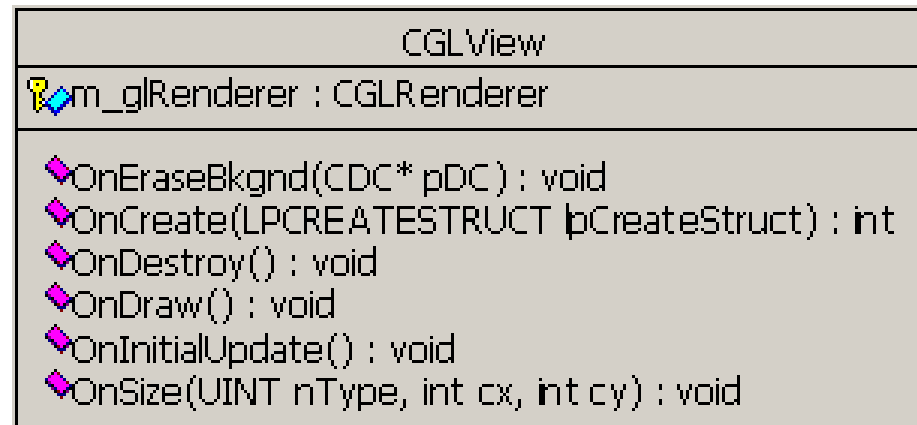 CGLView
m_glRenderer : CGLRenderer
OnEraseBkgnd(CDC* pDC) : void
OnCreate(LPCREATESTRUCT lpCreateStruct) : int
OnDestroy() : void
OnDraw() : void
OnInitialUpdate() : void
OnSize(UINT nType, int cx, int cy) : void